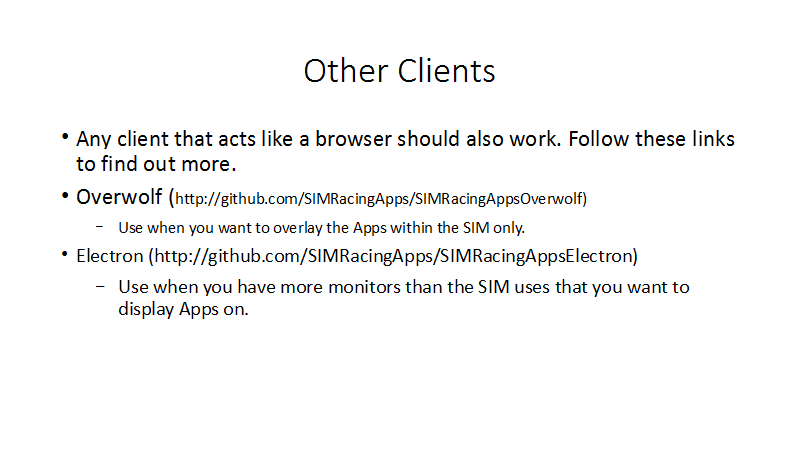 Other Clients
• Any client that acts like a browser should also work. Follow these links
to find out more.
• Overwolf (http://github.com/SIMRacingApps/SIMRacingAppsOverwolf)
– Use when you want to overlay the Apps within the SIM only.
• Electron (http://github.com/SIMRacingApps/SIMRacingAppsElectron)
– Use when you have more monitors than the SIM uses that you want to
display Apps on.